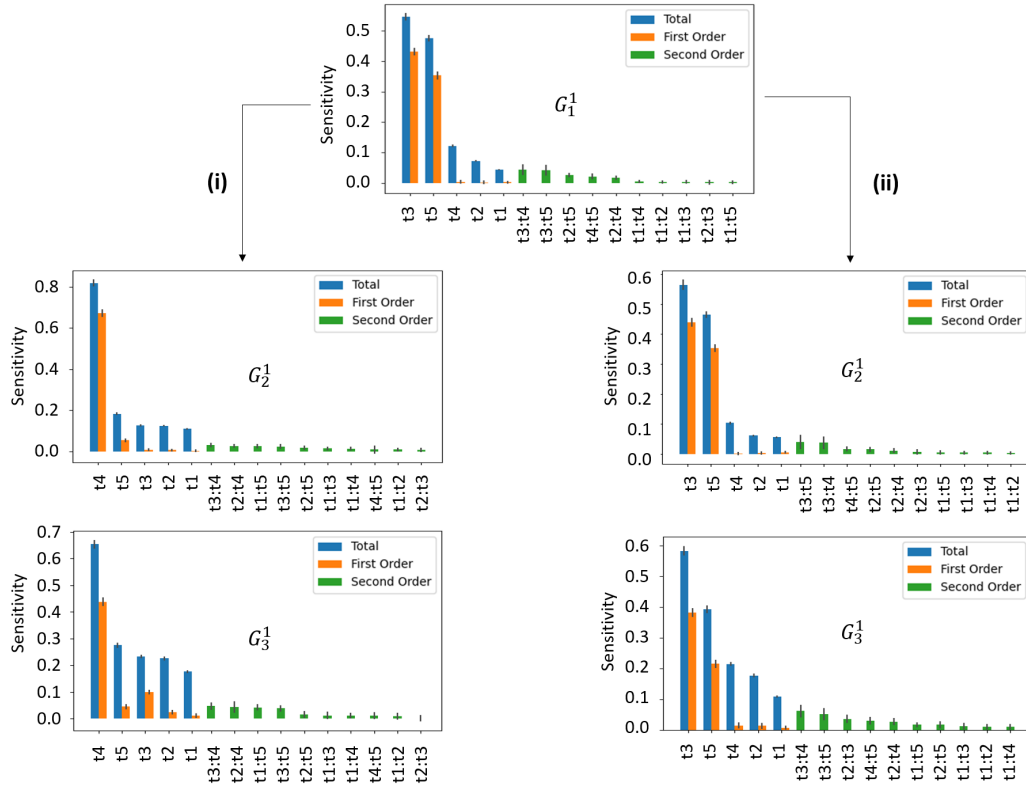 Sensitivity
0.5
0.4
0.3
0.2
0.1
0.0
Total
First Order
Second Order
G_1^1
t3 t5 t4 t2 t1 t3:t4 t3:t5 t2:t5 t4:t5 t2:t4 t1:t4 t1:t2 t1:t3 t2:t3 t1:t5
(i)
(ii)
Sensitivity
0.8
0.6
0.4
0.2
0.0
Total
First Order
Second Order
G_2^1
t4 t5 t3 t2 t1 t3:t4 t2:t4 t1:t5 t3:t5 t2:t5 t1:t3 t1:t4 t4:t5 t1:t2 t2:t3
Sensitivity
0.6
0.5
0.4
0.3
0.2
0.1
0.0
Total
First Order
Second Order
G_2^1
t3 t5 t4 t2 t1 t3:t5 t3:t4 t4:t5 t2:t5 t2:t4 t2:t3 t1:t5 t1:t3 t1:t4 t1:t2
Sensitivity
0.7
0.6
0.5
0.4
0.3
0.2
0.1
0.0
Total
First Order
Second Order
G_3^1
t4 t5 t3 t2 t1 t3:t4 t2:t4 t1:t5 t3:t5 t2:t5 t1:t3 t1:t4 t4:t5 t1:t2 t2:t3
Sensitivity
0.6
0.5
0.4
0.3
0.2
0.1
0.0
Total
First Order
Second Order
G_3^1
t3 t5 t4 t2 t1 t3:t4 t3:t5 t2:t3 t4:t5 t2:t4 t1:t5 t2:t5 t1:t3 t1:t2 t1:t4